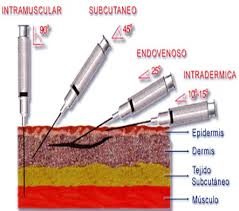 INTRAMUSCULAR
90°
SUBCUTANEO
45°
ENDOVENOSO
25°
INTRADERMICA
10°-15°
Epidermis
Dermis
Tejido
Subcutáneo
Músculo